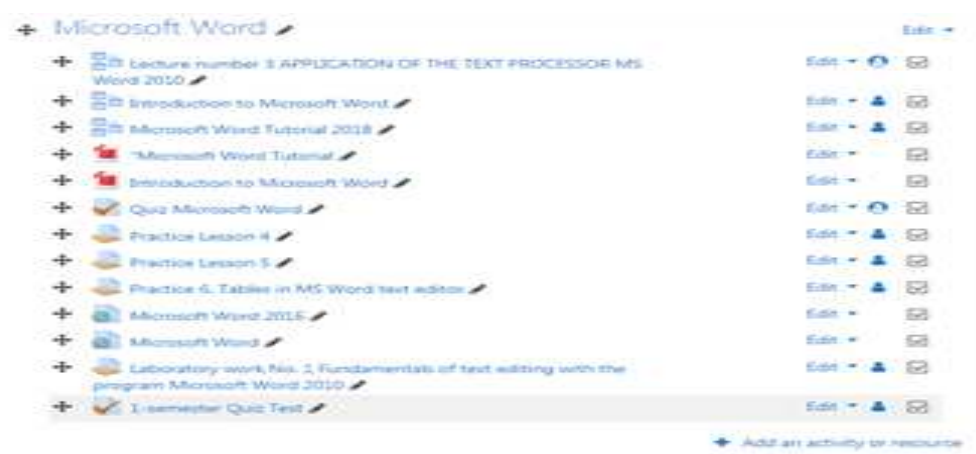 Microsoft Word Edit
Lecture number 3 APPLICATION OF THE TEXT PROCESSOR MS Edit
Word 2010
Introduction to Microsoft Word Edit
Microsoft Word Tutorial 2018 Edit
"Microsoft Word Tutorial Edit
Introduction to Microsoft Word Edit
Quiz Microsoft Word Edit
Practice Lesson 4 Edit
Practice Lesson 5 Edit
Practice 6. Tables in MS Word text editor Edit
Microsoft Word 2016 Edit
Microsoft Word Edit
Laboratory work No. 1 Fundamentals of text editing with the Edit
program Microsoft Word 2010
1-semester Quiz Test Edit
Add an activity or resource